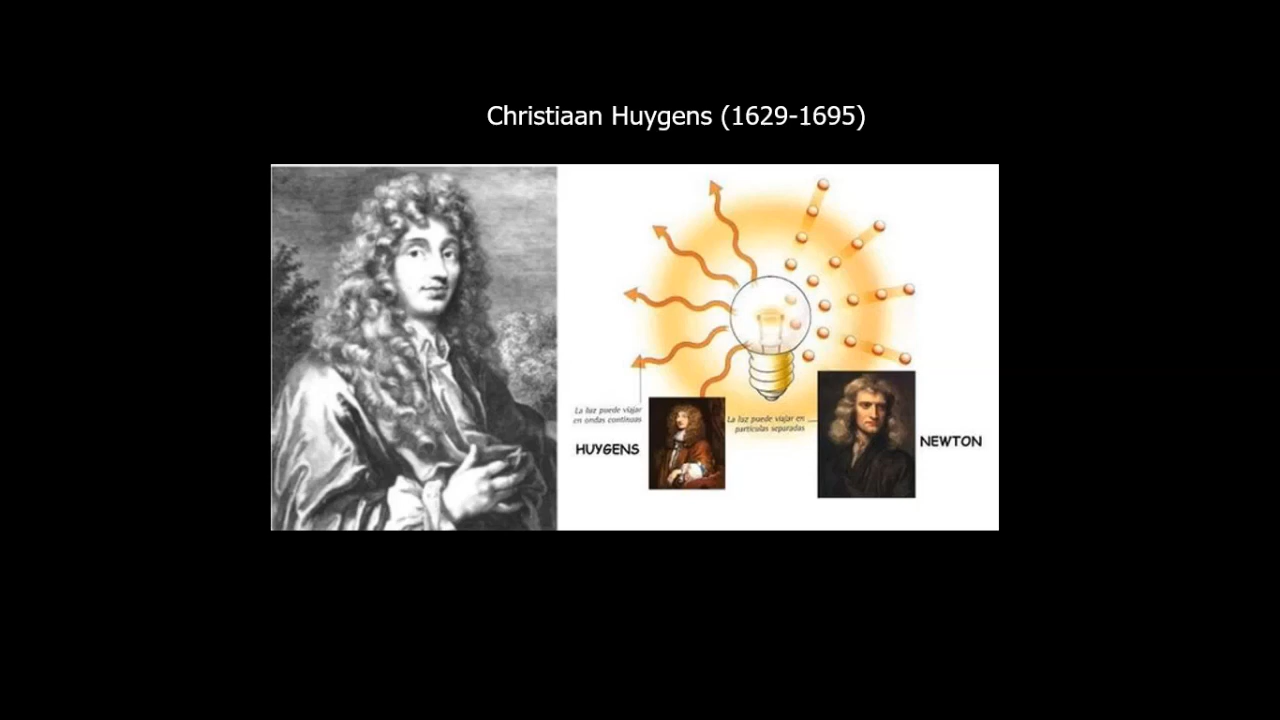 Christiaan Huygens (1629-1695)
La luz puede viajar
en ondas continuas
HUYGENS
La luz puede viajar en
partículas separadas
NEWTON